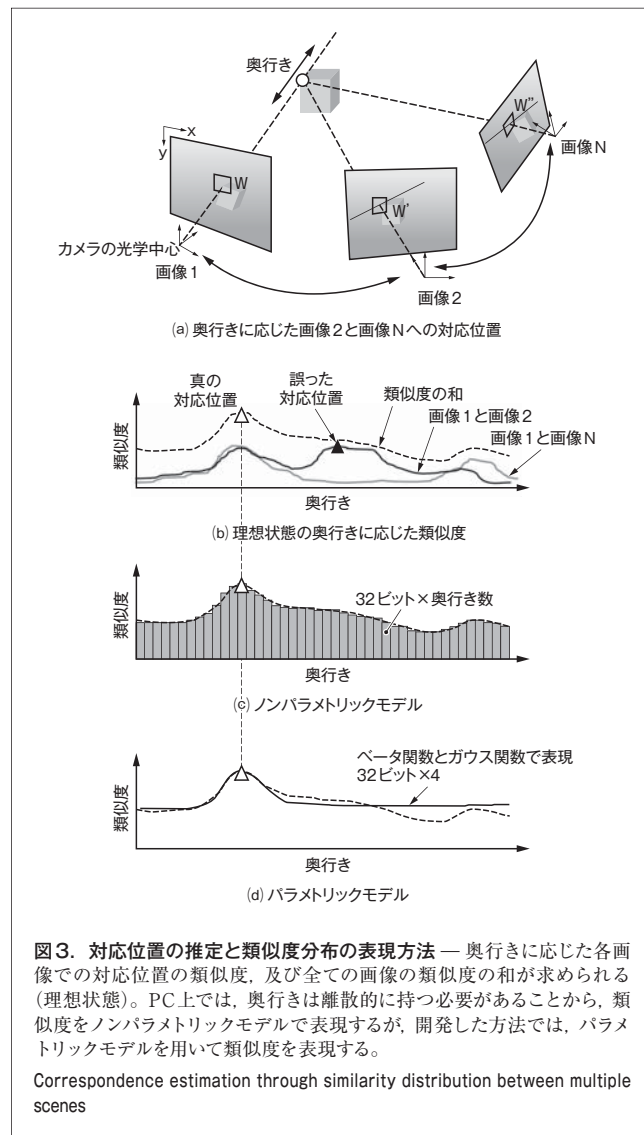 奥行き
x
y
W
W'
W"
カメラの光学中心
画像1
画像2
画像N
(a) 奥行きに応じた画像2と画像Nへの対応位置
真の
対応位置
誤った
対応位置
類似度の和
画像1と画像2
画像1と画像N
類似度
奥行き
(b) 理想状態の奥行きに応じた類似度
32ビット×奥行き数
類似度
奥行き
(c) ノンパラメトリックモデル
ベータ関数とガウス関数で表現
32ビット×4
類似度
奥行き
(d) パラメトリックモデル
図3. 対応位置の推定と類似度分布の表現方法 — 奥行きに応じた各画
像での対応位置の類似度,及び全ての画像の類似度の和が求められる
(理想状態)。PC上では,奥行きは離散的に持つ必要があることから,類
似度をノンパラメトリックモデルで表現するが,開発した方法では,パラメ
トリックモデルを用いて類似度を表現する。
Correspondence estimation through similarity distribution between multiple
scenes